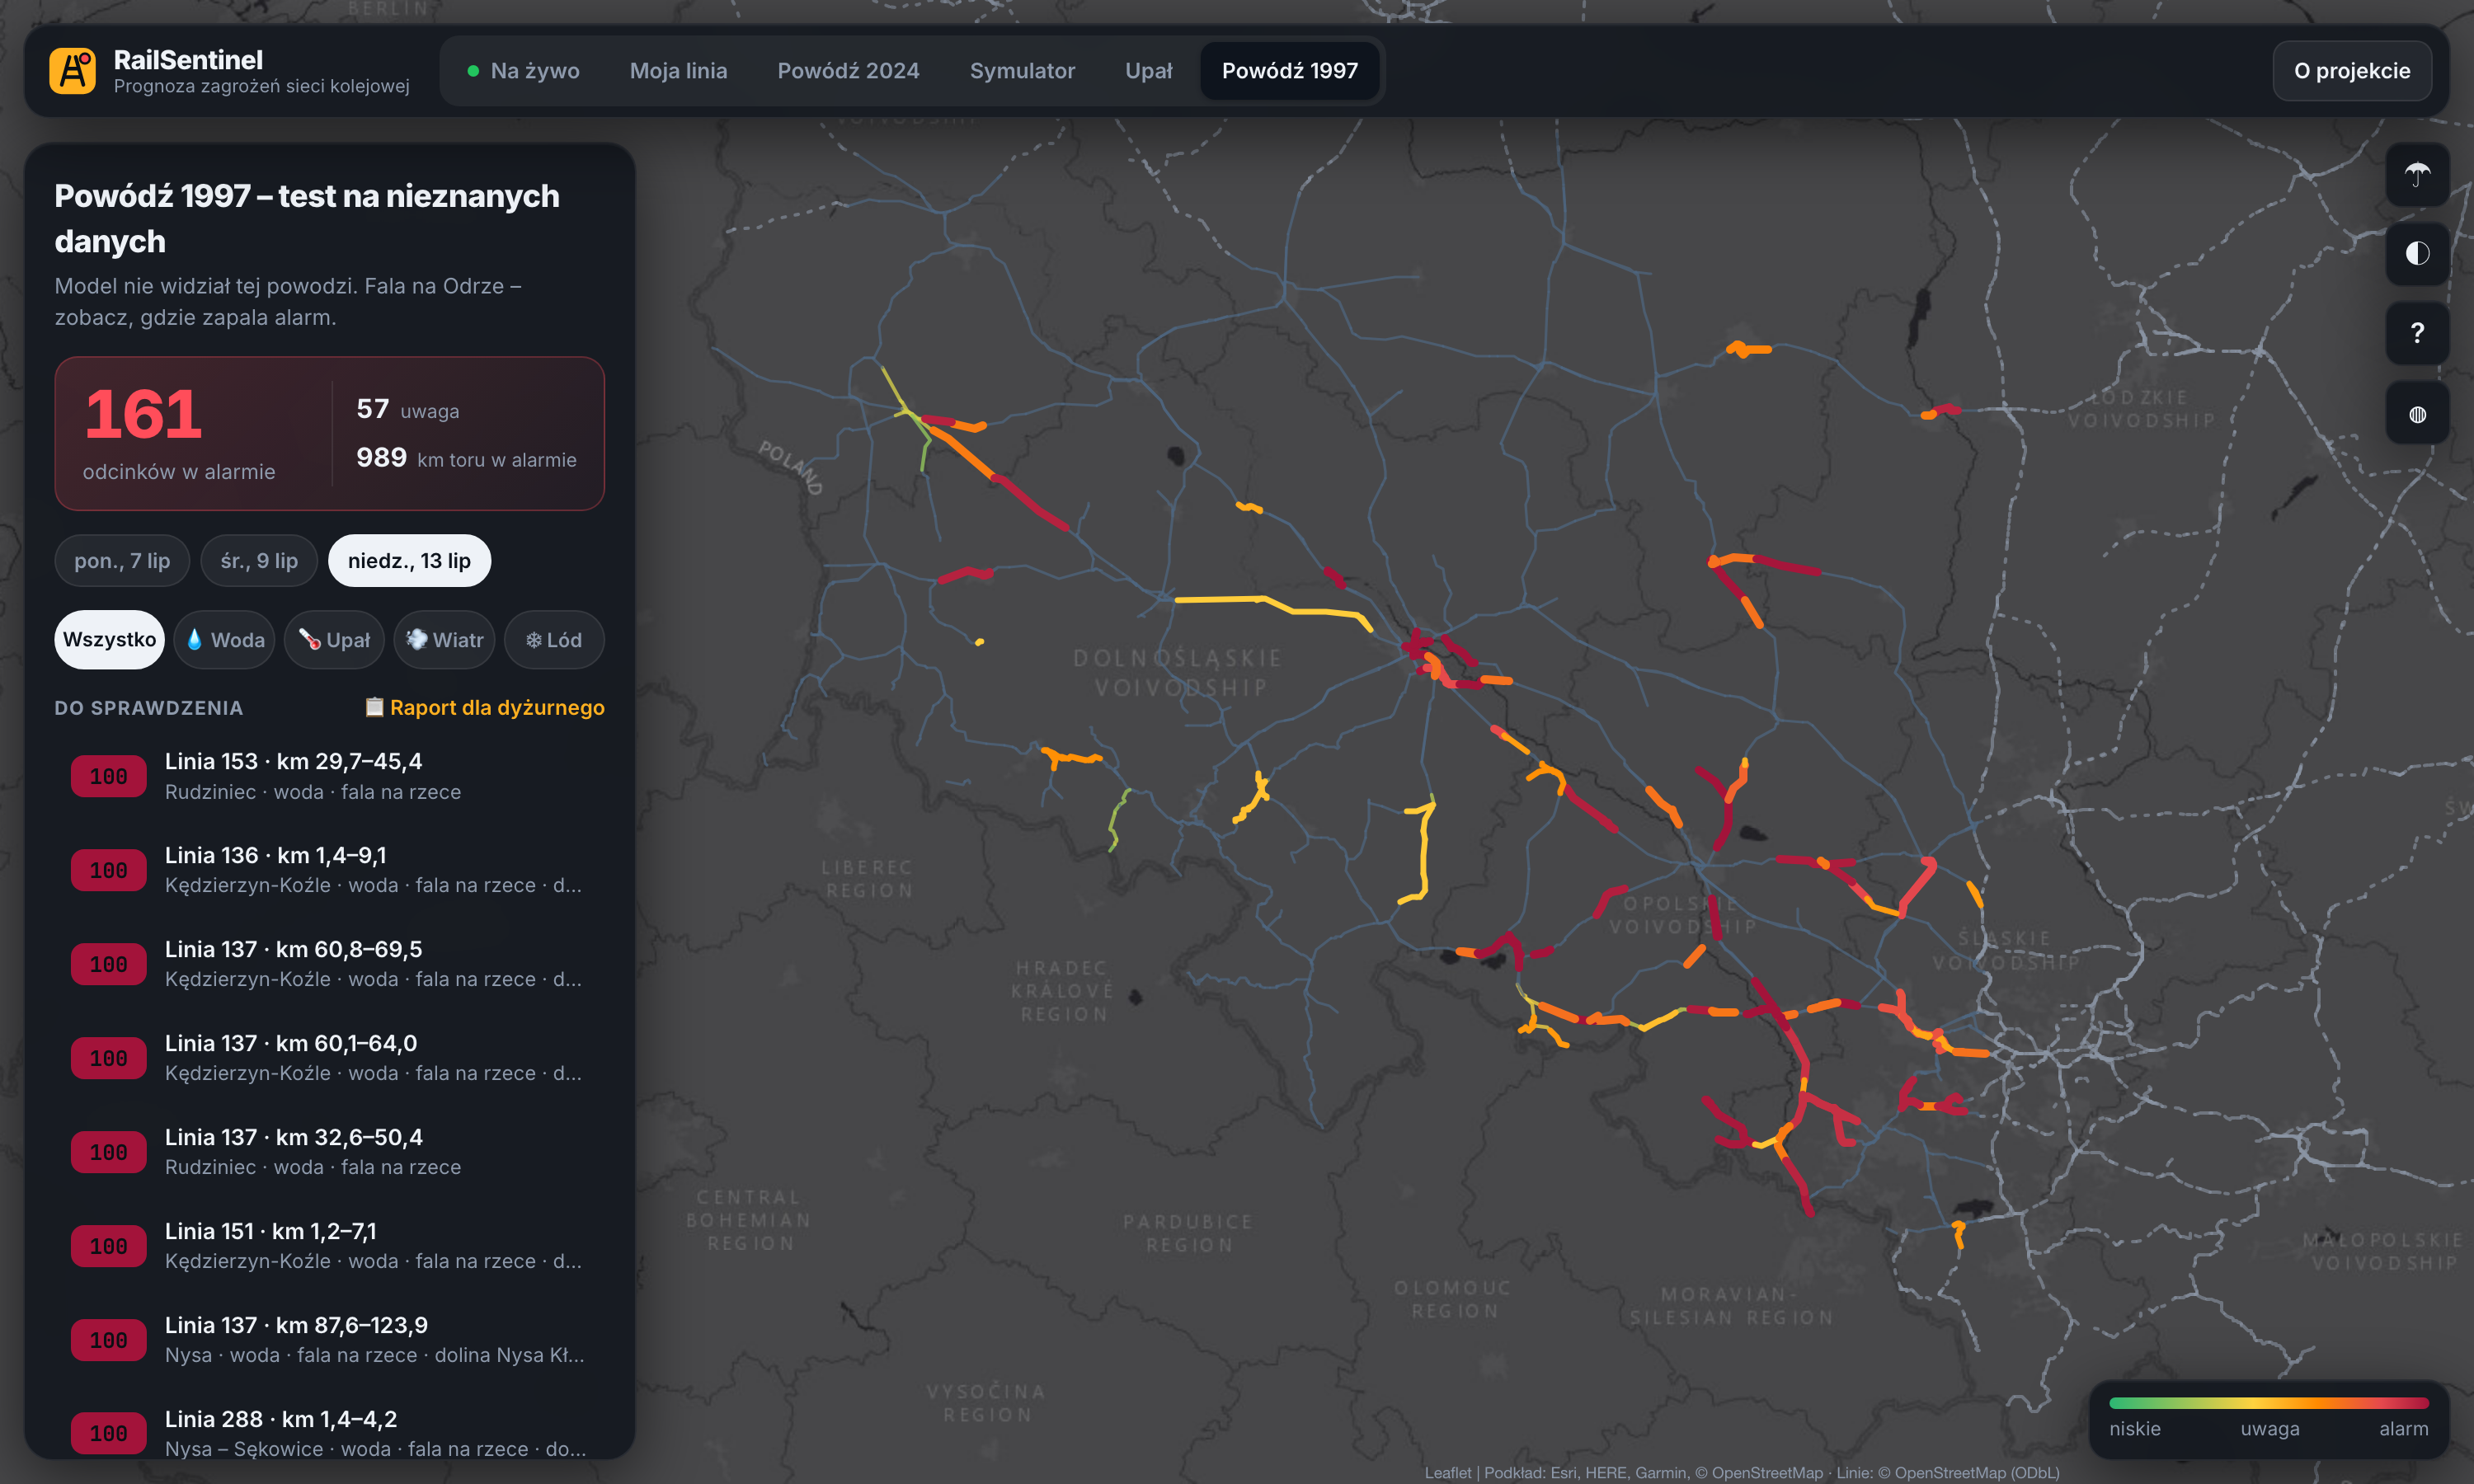 BERLIN
RailSentinel
Prognoza zagrożeń sieci kolejowej
Na żywo
Moja linia
Powódź 2024
Symulator
Upał
Powódź 1997
O projekcie
Powódź 1997 – test na nieznanych
danych
Model nie widział tej powodzi. Fala na Odrze –
zobacz, gdzie zapala alarm.
161
odcinków w alarmie
57 uwaga
989 km toru w alarmie
pon., 7 lip
śr., 9 lip
niedz., 13 lip
Wszystko
Woda
Upał
Wiatr
Lód
DO SPRAWDZENIA
Raport dla dyżurnego
100
Linia 153 · km 29,7–45,4
Rudziniec · woda · fala na rzece
100
Linia 136 · km 1,4–9,1
Kędzierzyn-Koźle · woda · fala na rzece · d...
100
Linia 137 · km 60,8–69,5
Kędzierzyn-Koźle · woda · fala na rzece · d...
100
Linia 137 · km 60,1–64,0
Kędzierzyn-Koźle · woda · fala na rzece · d...
100
Linia 137 · km 32,6–50,4
Rudziniec · woda · fala na rzece
100
Linia 151 · km 1,2–7,1
Kędzierzyn-Koźle · woda · fala na rzece · d...
100
Linia 137 · km 87,6–123,9
Nysa · woda · fala na rzece · dolina Nysa Kł...
100
Linia 288 · km 1,4–4,2
Nysa – Sękowice · woda · fala na rzece · do...
?
POLAND
ŁÓDZKIE
VOIVODSHIP
DOLNOŚLĄSKIE
VOIVODSHIP
LIBEREC
REGION
OPOLSKIE
VOIVODSHIP
ŚLĄSKIE
VOIVODSHIP
HRADEC
KRÁLOVÉ
REGION
CENTRAL
BOHEMIAN
REGION
PARDUBICE
REGION
OLOMOUC
REGION
MORAVIAN-
SILESIAN REGION
MAŁOPOLSKIE
VOIVODSHIP
VYSOČINA
REGION
niskie
uwaga
alarm
Leaflet | Podkład: Esri, HERE, Garmin, © OpenStreetMap · Linie: © OpenStreetMap (ODbL)